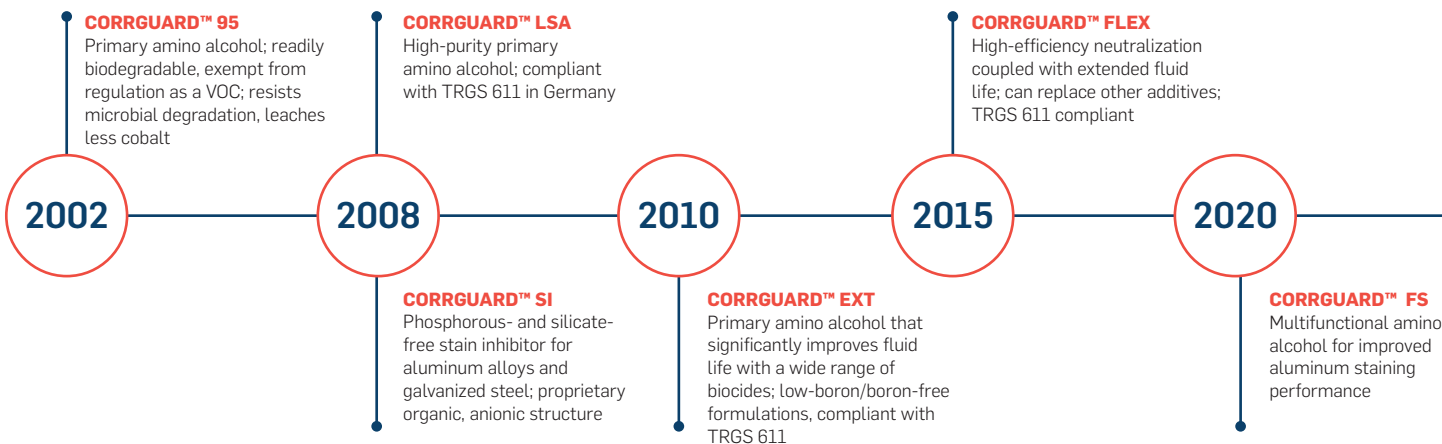 CORRGUARD™ 95
Primary amino alcohol; readily
biodegradable, exempt from
regulation as a VOC; resists
microbial degradation, leaches
less cobalt
CORRGUARD™ LSA
High-purity primary
amino alcohol; compliant
with TRGS 611 in Germany
CORRGUARD™ FLEX
High-efficiency neutralization
coupled with extended fluid
life; can replace other additives;
TRGS 611 compliant
2002
2008
2010
2015
2020
CORRGUARD™ SI
Phosphorous- and silicate-
free stain inhibitor for
aluminum alloys and
galvanized steel; proprietary
organic, anionic structure
CORRGUARD™ EXT
Primary amino alcohol that
significantly improves fluid
life with a wide range of
biocides; low-boron/boron-free
formulations, compliant with
TRGS 611
CORRGUARD™ FS
Multifunctional amino
alcohol for improved
aluminum staining
performance